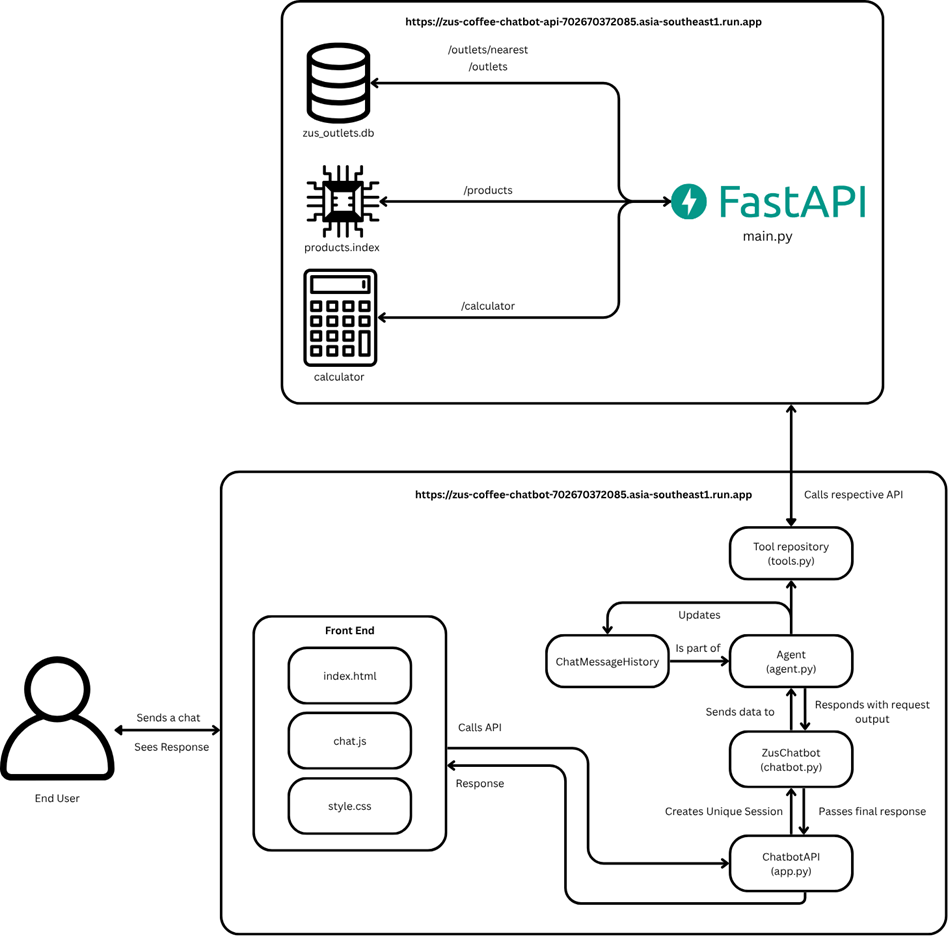 https://zus-coffee-chatbot-api-702670372085.asia-southeast1.run.app
/outlets/nearest
/outlets
zus_outlets.db
/products
products.index
FastAPI
main.py
/calculator
calculator
https://zus-coffee-chatbot-702670372085.asia-southeast1.run.app
Calls respective API
Tool repository
(tools.py)
Updates
ChatMessageHistory
Is part of
Agent
(agent.py)
Sends data to
Responds with request
output
ZusChatbot
(chatbot.py)
Creates Unique Session
Passes final response
ChatbotAPI
(app.py)
Front End
index.html
chat.js
style.css
Calls API
Response
Sends a chat
Sees Response
End User